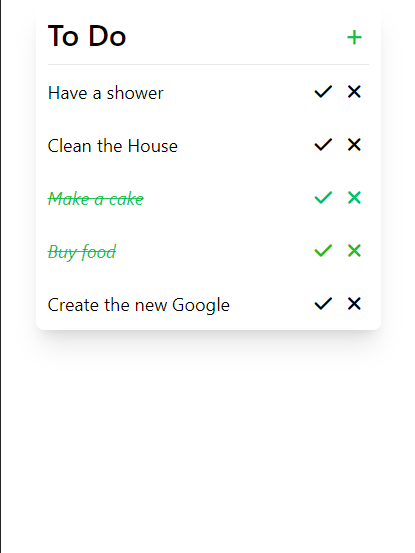 To Do
Have a shower
Clean the House
Make a cake
Buy food
Create the new Google